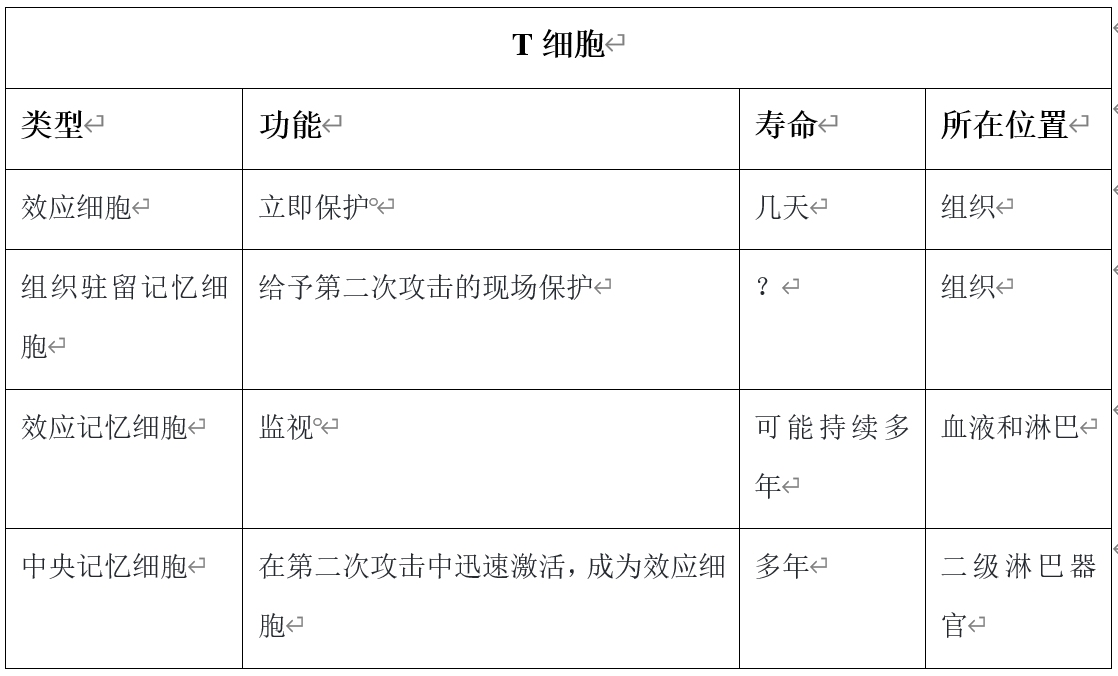 T 细胞
类型 功能 寿命 所在位置
效应细胞 立即保护 几天 组织
组织驻留记忆细 给予第二次攻击的现场保护 ？ 组织
胞
效应记忆细胞 监视 可能持续多 血液和淋巴
年
中央记忆细胞 在第二次攻击中迅速激活，成为效应细 多年 二级淋巴器
胞 官